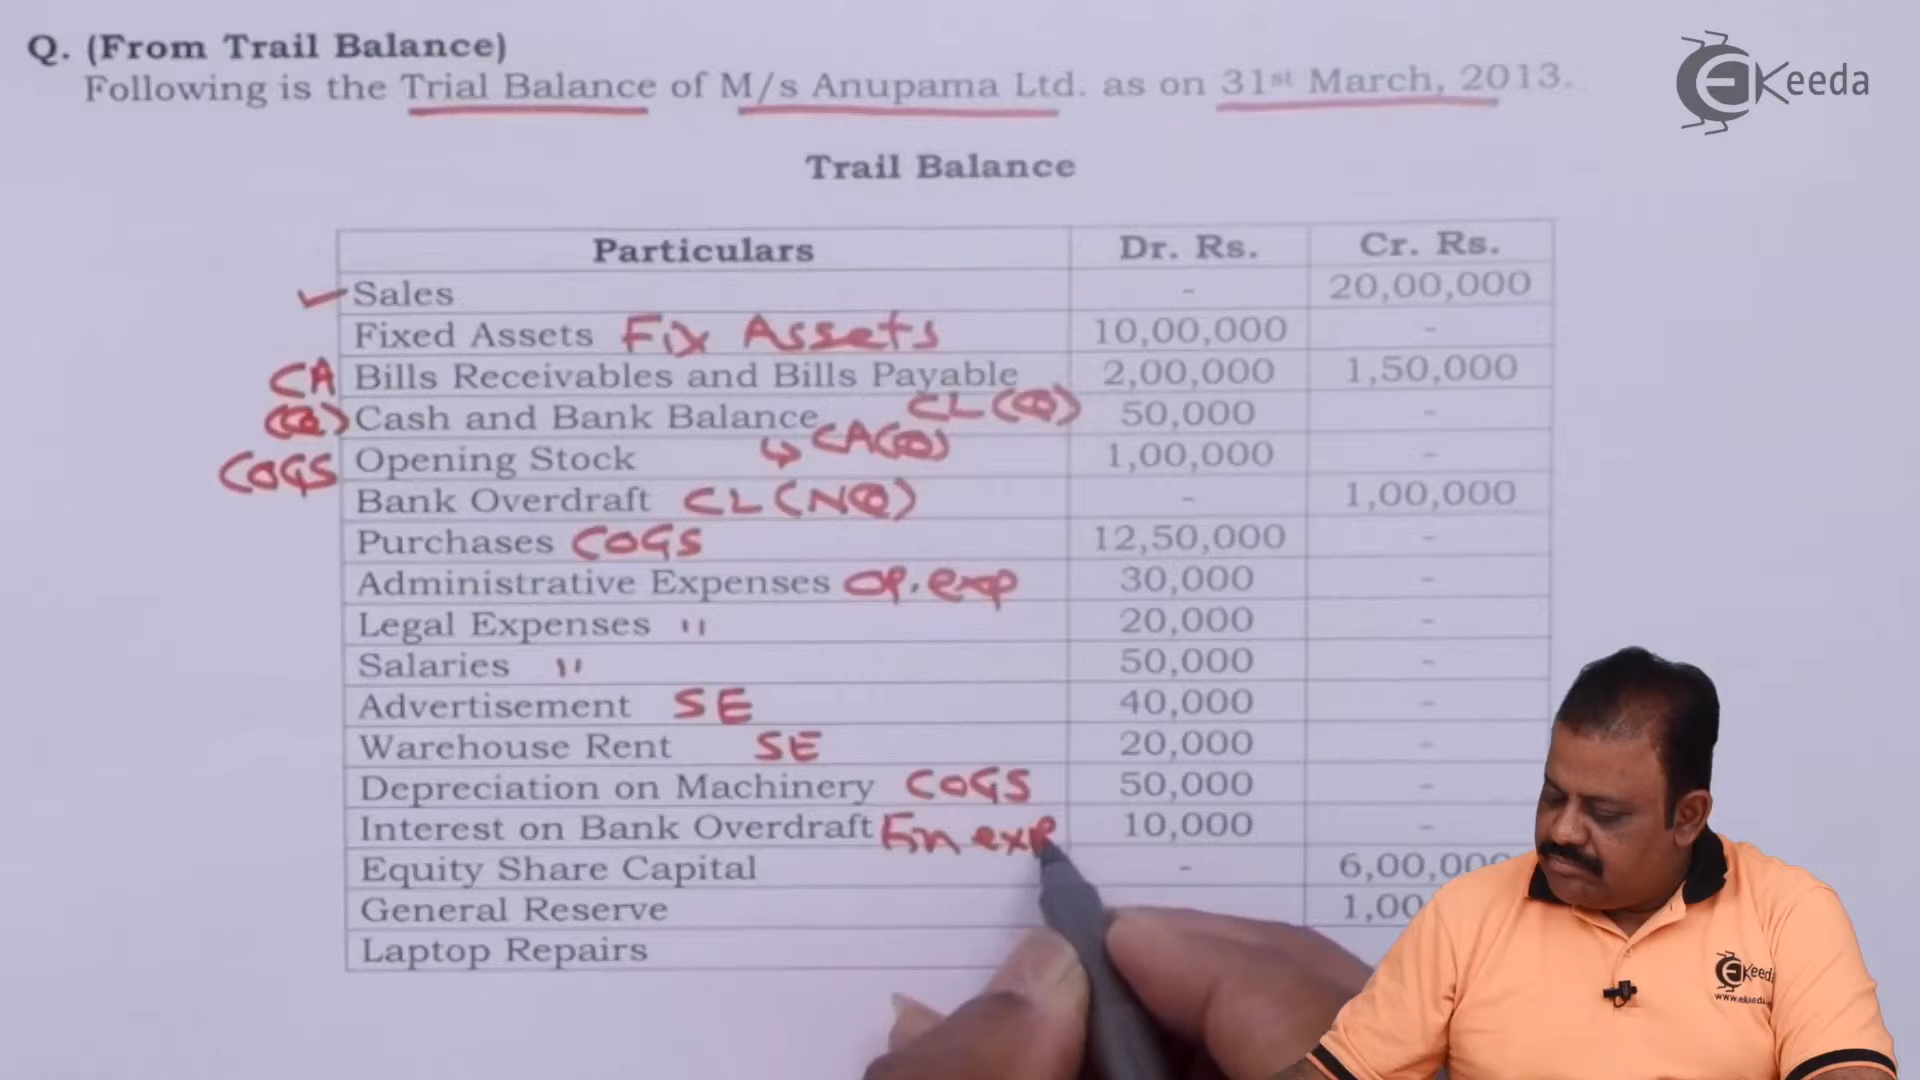 Q. (From Trail Balance)
Following is the Trial Balance of M/s Anupama Ltd. as on 31st March, 2013.
Keeda
Trail Balance
Particulars Dr. Rs. Cr. Rs.
Sales - 20,00,000
Fixed Assets Fix Assets 10,00,000 -
CA Bills Receivables and Bills Payable 2,00,000 1,50,000
(Q) Cash and Bank Balance CL(Q) 50,000 -
CA(Q)
COGS Opening Stock 1,00,000 -
Bank Overdraft CL(NQ) - 1,00,000
Purchases COGS 12,50,000 -
Administrative Expenses OP.exp 30,000 -
Legal Expenses " 20,000 -
Salaries " 50,000 -
Advertisement SE 40,000 -
Warehouse Rent SE 20,000 -
Depreciation on Machinery COGS 50,000 -
Interest on Bank Overdraft Fin exp 10,000 -
Equity Share Capital -
General Reserve
Laptop Repairs
Keeda